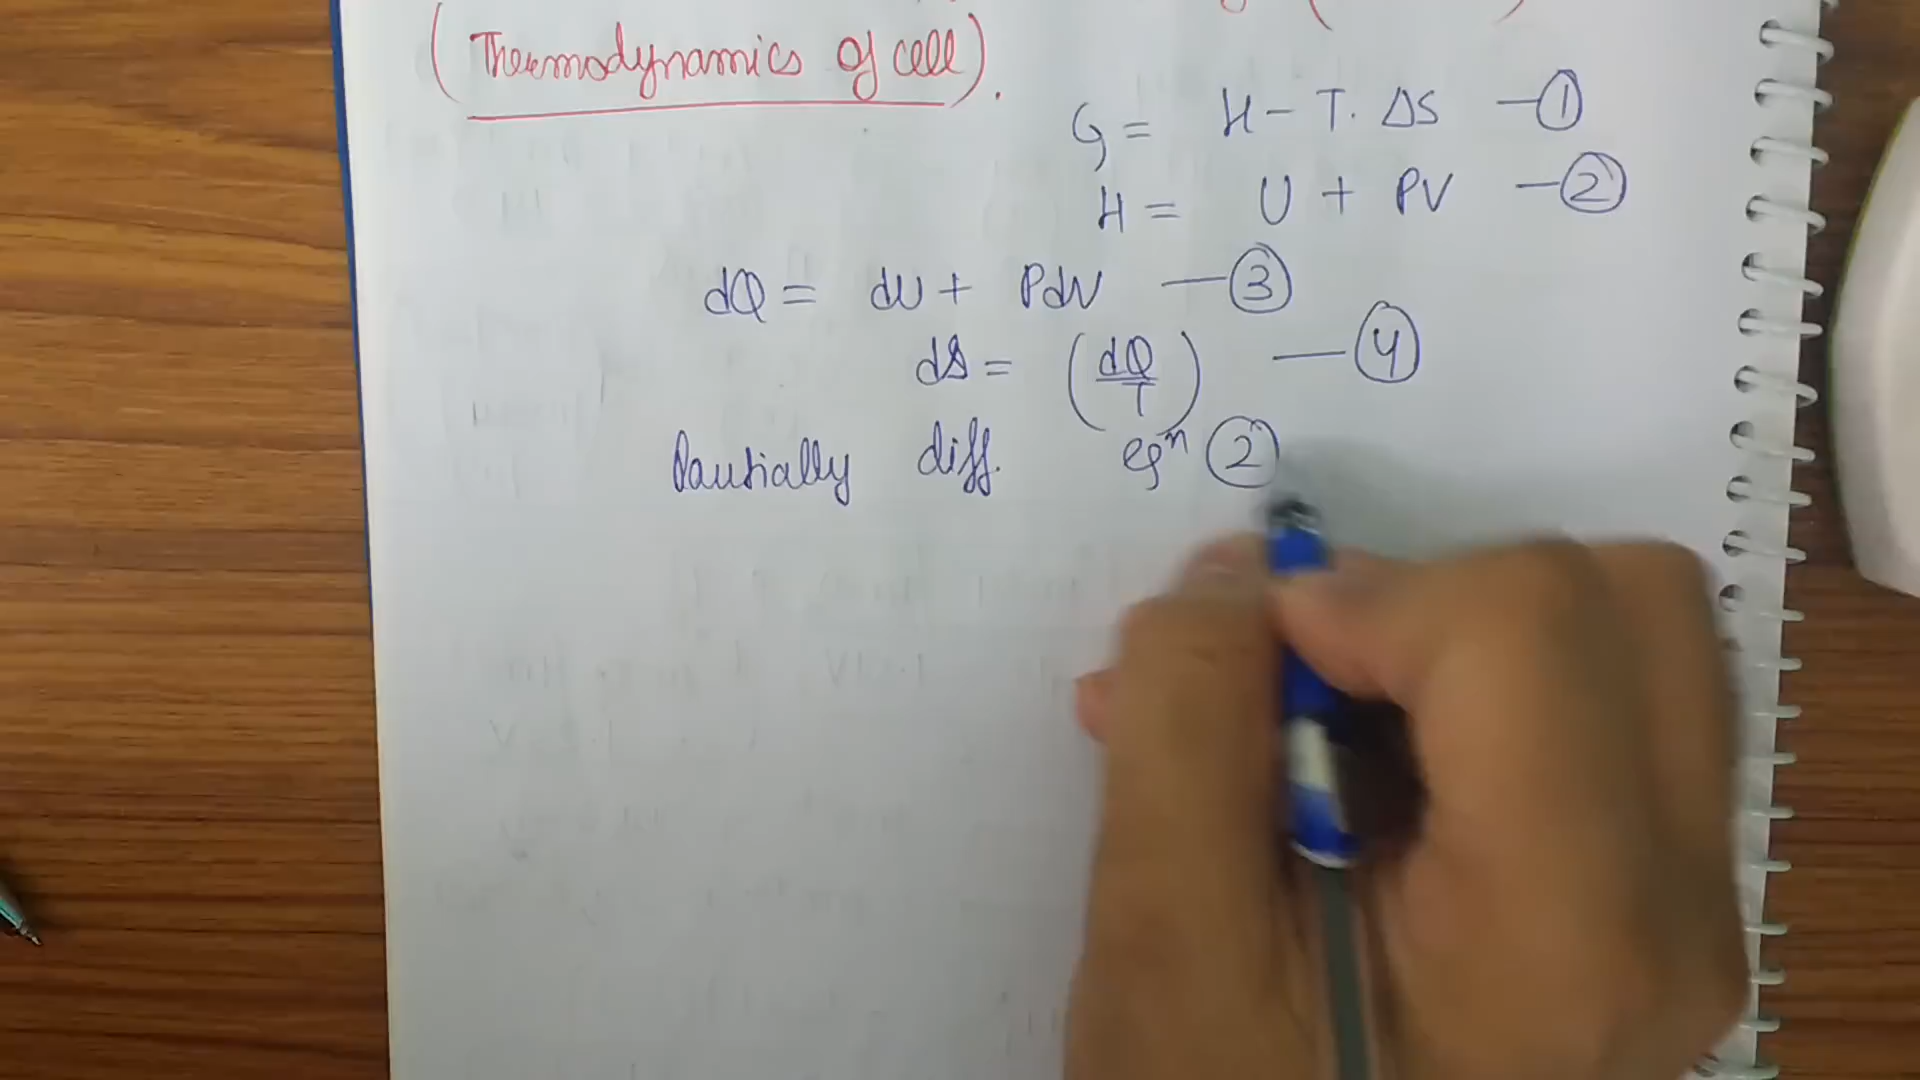 (Thermodynamics of cell).
G = H - T. ΔS —①
H = U + PV —②
dQ = dU + PdV —③
dS = (dQ/T) —④
Partially diff. eqⁿ ②